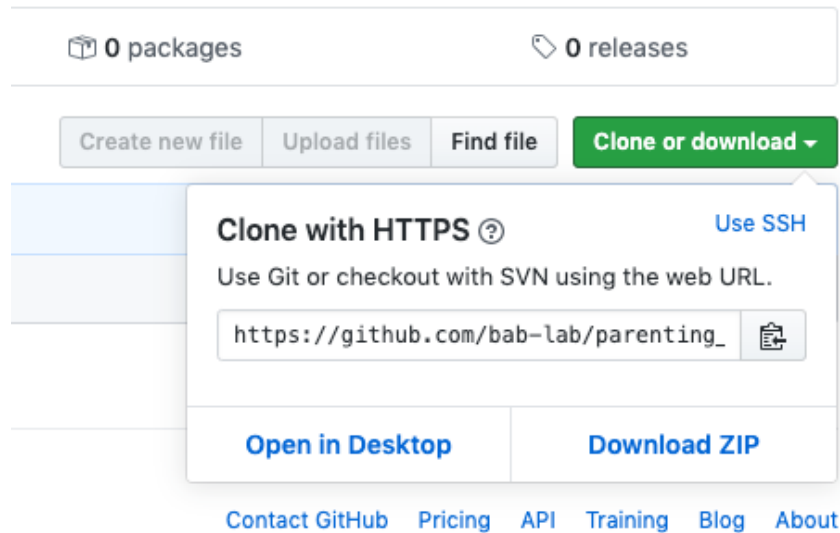 0 packages 0 releases
Create new file Upload files Find file Clone or download
Clone with HTTPS Use SSH
Use Git or checkout with SVN using the web URL.
https://github.com/bab-lab/parenting_
Open in Desktop Download ZIP
Contact GitHub Pricing API Training Blog About